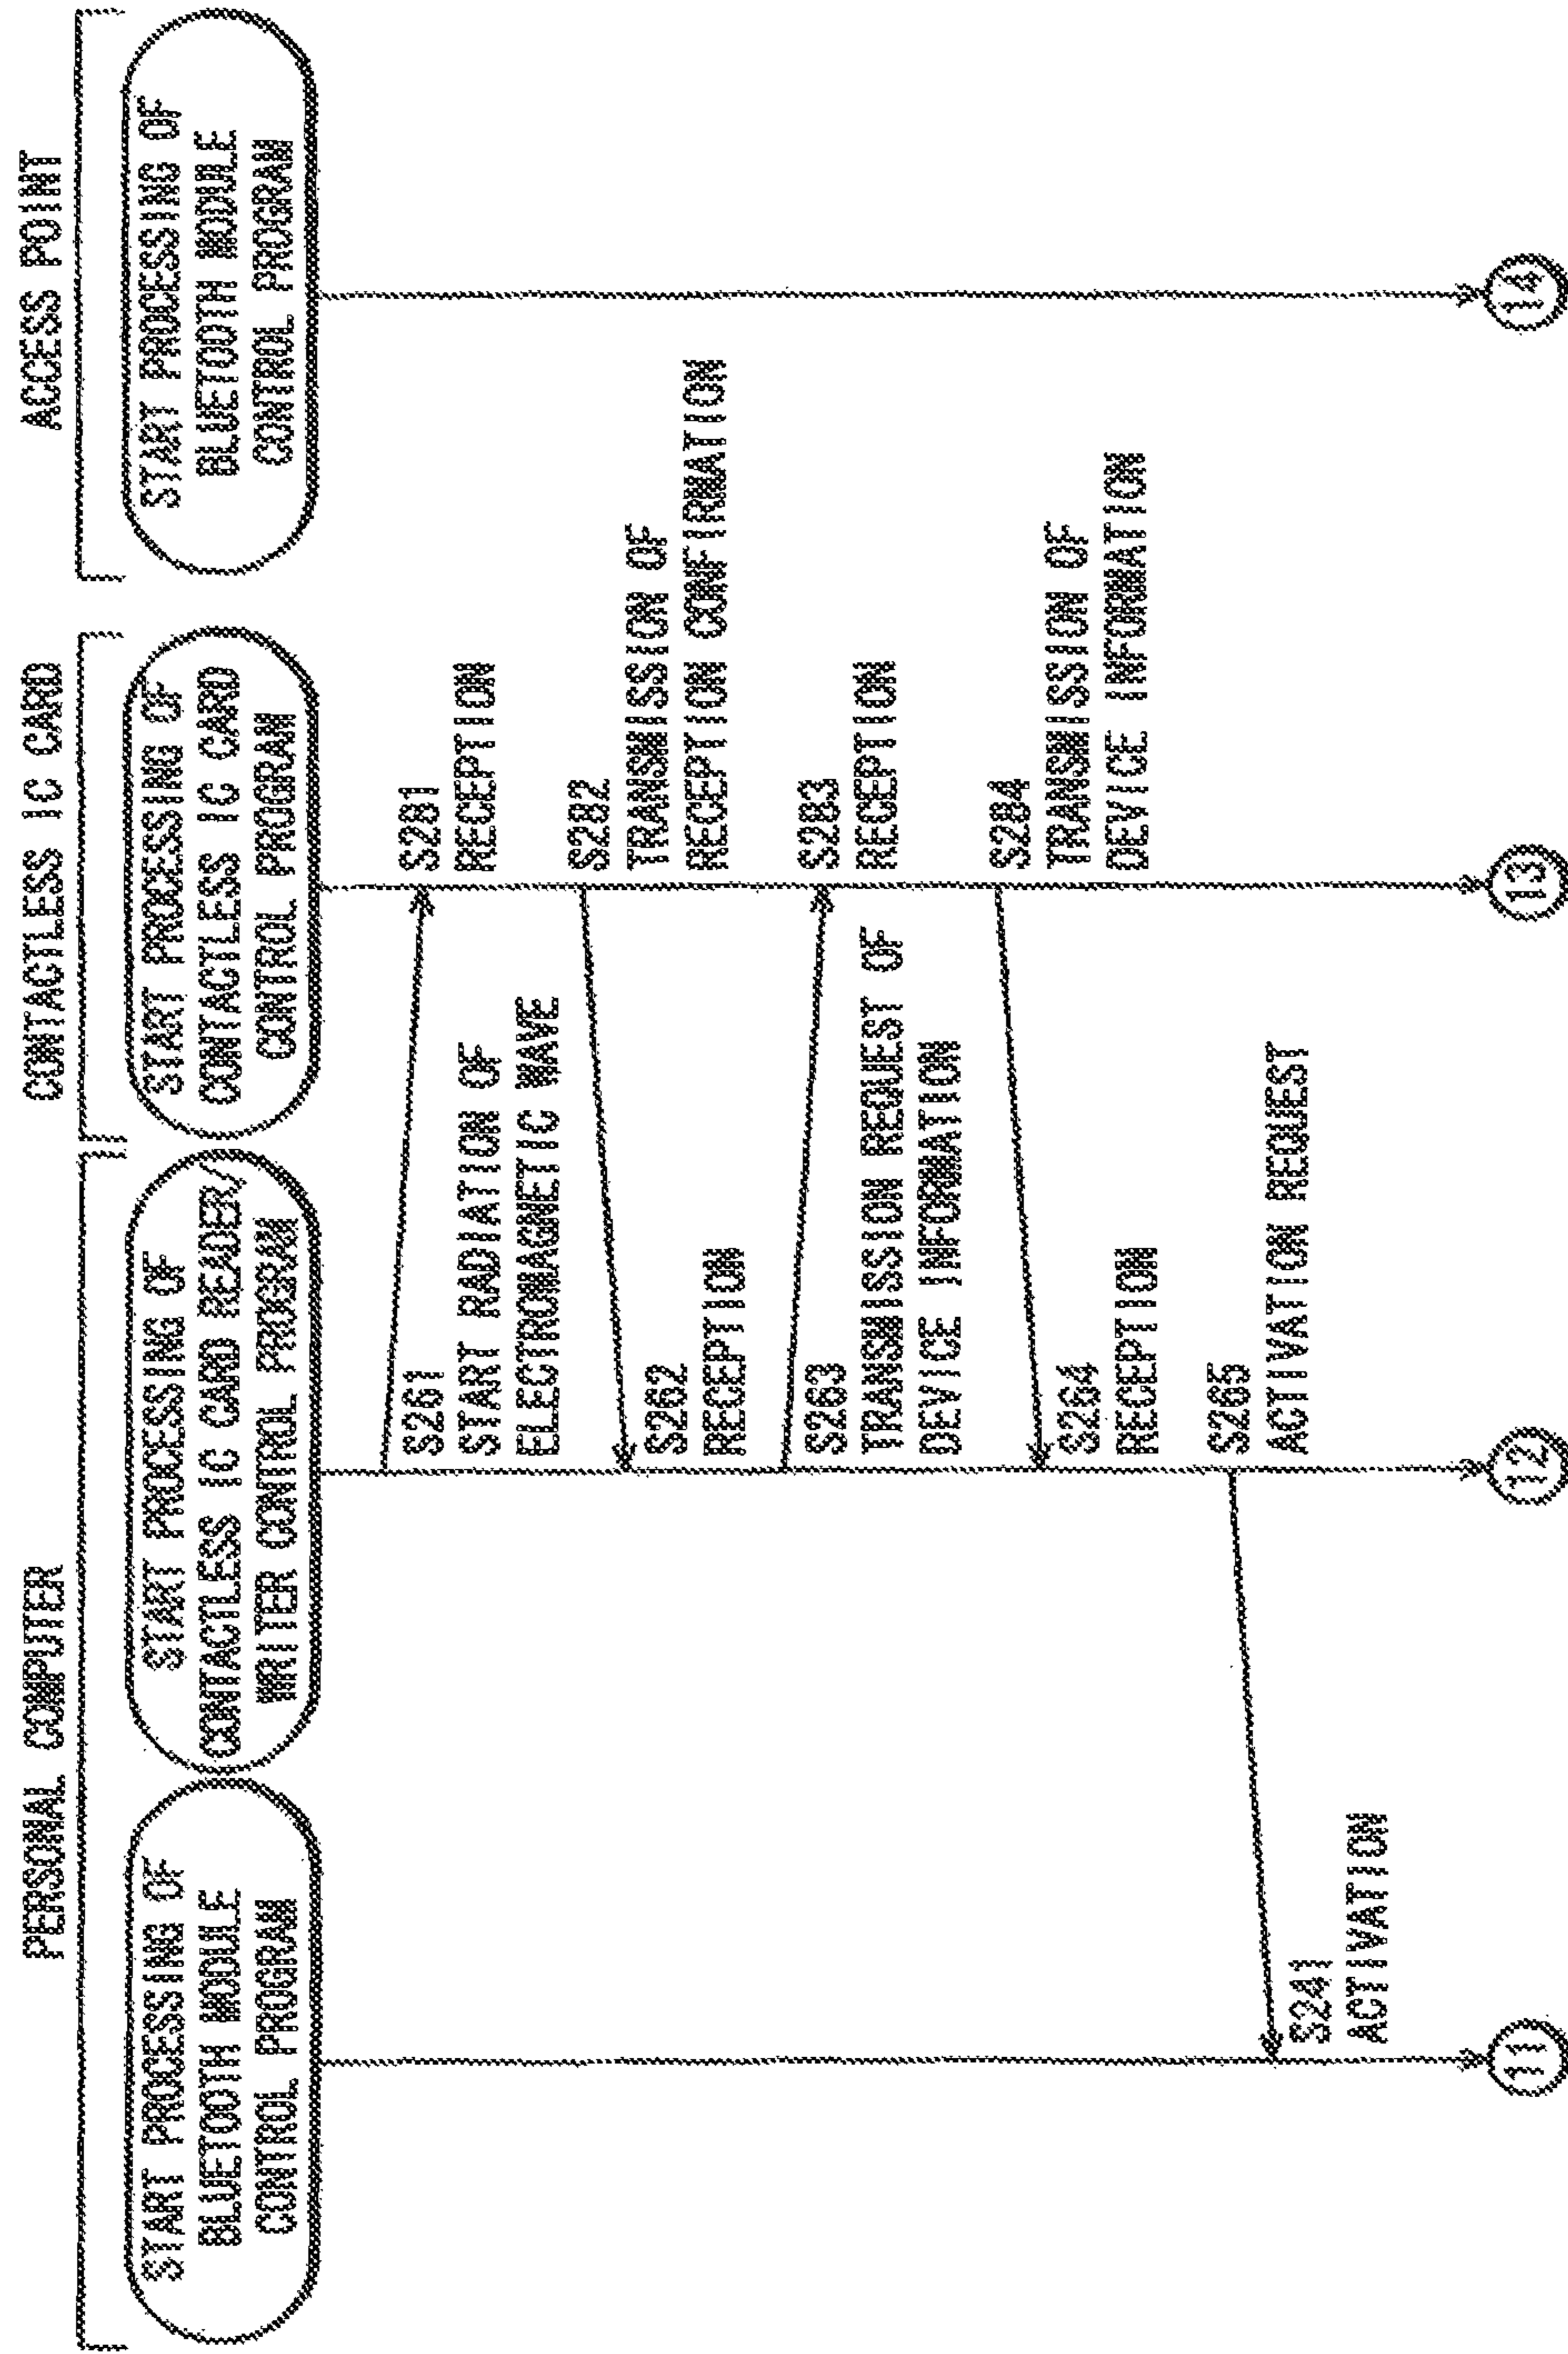 PERSONAL COMPUTER
CONTACTLESS IC CARD
ACCESS POINT
START PROCESSING OF
BLUETOOTH MODULE
CONTROL PROGRAM
START PROCESSING OF
CONTACTLESS IC CARD READER/
WRITER CONTROL PROGRAM
START PROCESSING OF
CONTACTLESS IC CARD
CONTROL PROGRAM
START PROCESSING OF
BLUETOOTH MODULE
CONTROL PROGRAM
S261
START RADIATION OF
ELECTROMAGNETIC WAVE
S281
RECEPTION
S282
TRANSMISSION OF
RECEPTION CONFIRMATION
S262
RECEPTION
S263
TRANSMISSION REQUEST OF
DEVICE INFORMATION
S283
RECEPTION
S284
TRANSMISSION OF
DEVICE INFORMATION
S264
RECEPTION
S265
ACTIVATION REQUEST
S241
ACTIVATION
11
12
13
14